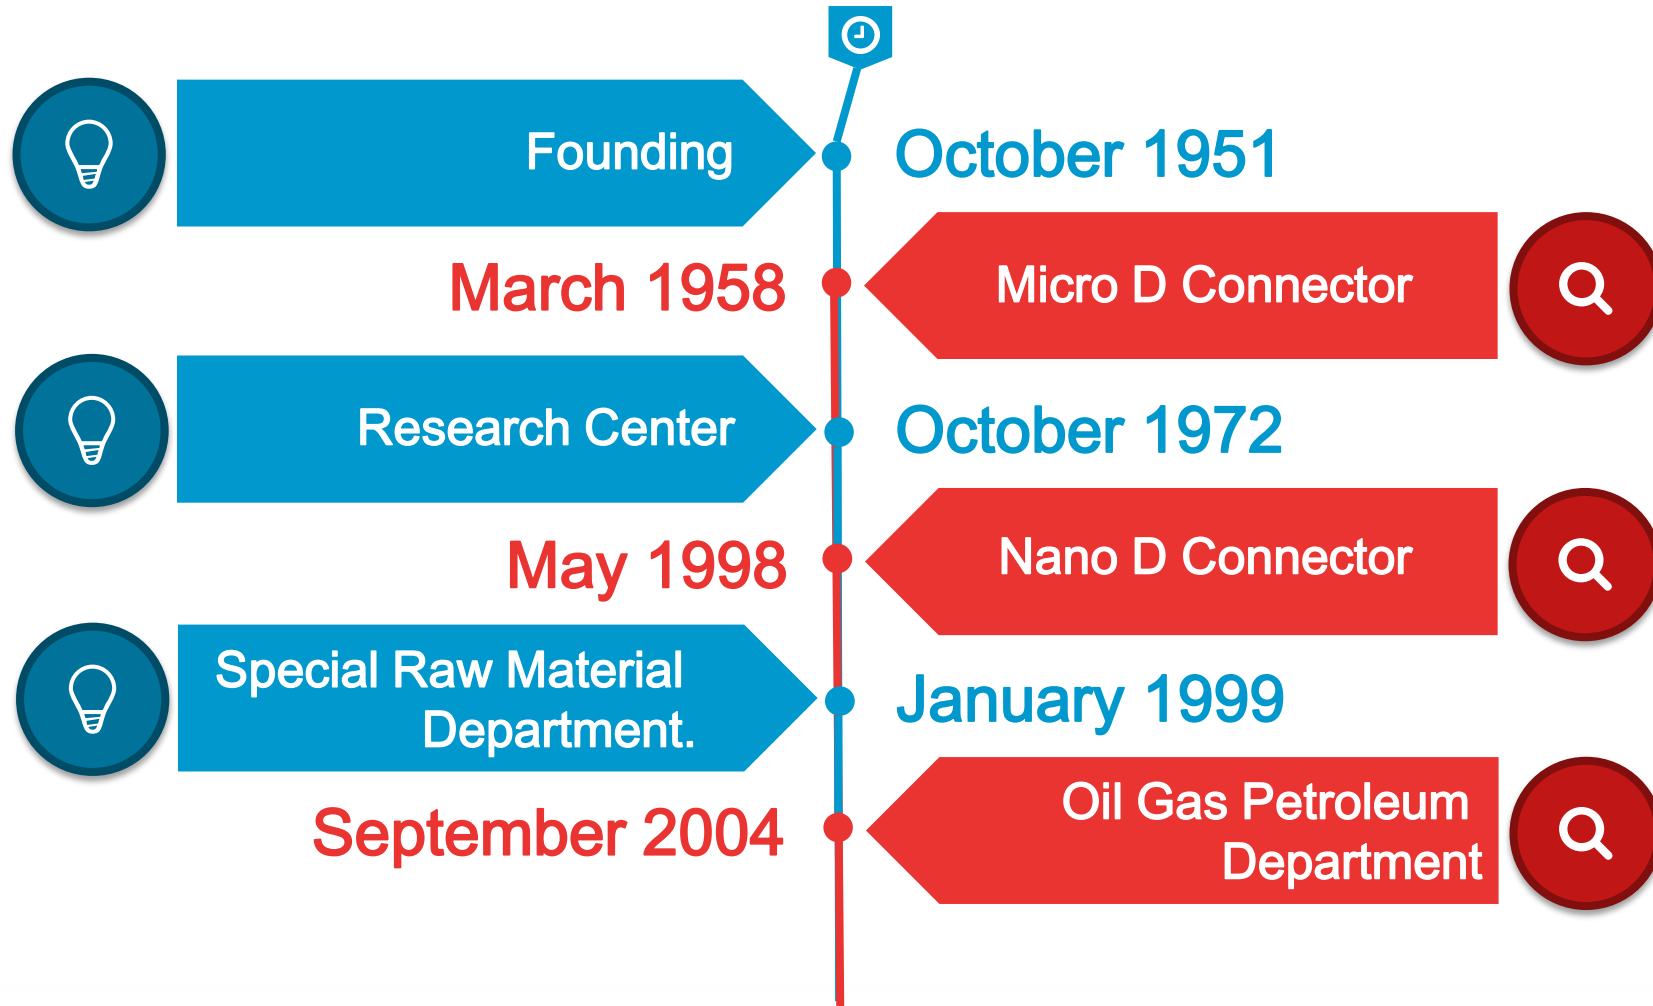 Founding
October 1951
March 1958
Micro D Connector
Research Center
October 1972
May 1998
Nano D Connector
Special Raw Material
Department.
January 1999
September 2004
Oil Gas Petroleum
Department